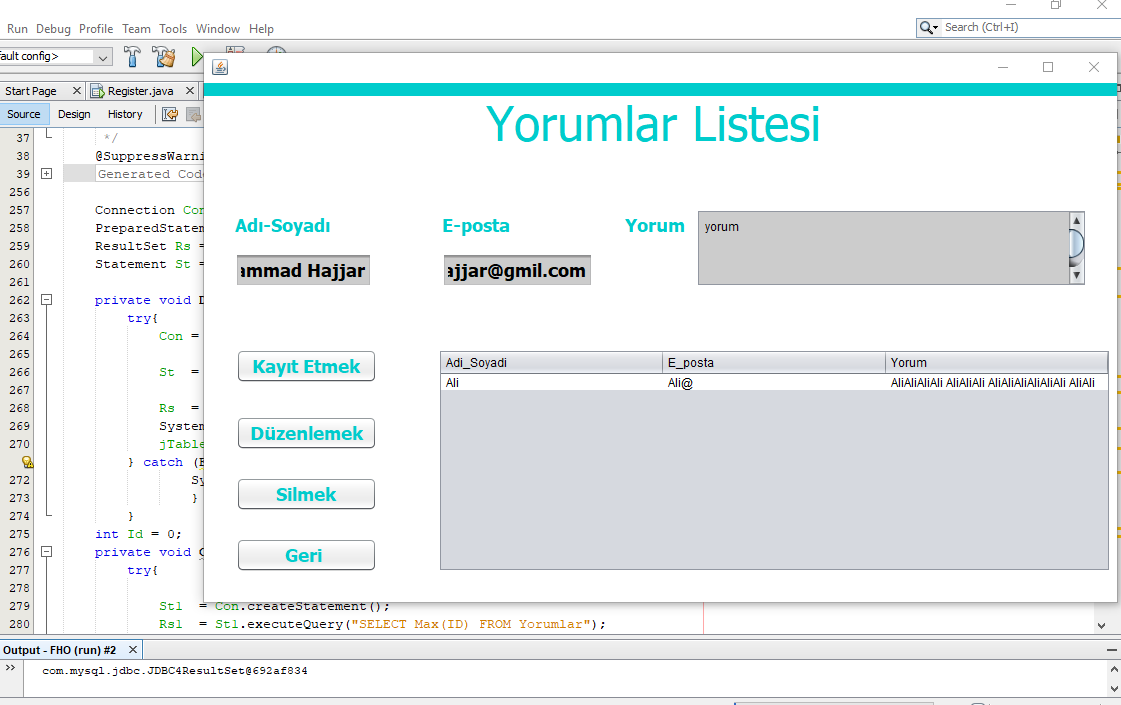 Run Debug Profile Team Tools Window Help
Search (Ctrl+I)
fault config>
Start Page Register.java
Source Design History
Yorumlar Listesi
Adı-Soyadı E-posta Yorum
yorum
ammad Hajjar ajjar@gmil.com
Kayıt Etmek
Düzenlemek
Silmek
Geri
Adi_Soyadi E_posta Yorum
Ali Ali@ AliAliAliAli AliAliAli AliAliAliAliAliAli AliAli
37 */
38 @SuppressWarni
39 Generated Code
256
257 Connection Con
258 PreparedStatem
259 ResultSet Rs =
260 Statement St =
261
262 private void D
263 try{
264 Con =
265
266 St =
267
268 Rs =
269 System
270 jTable
} catch (E
272 Sy
273 }
274 }
275 int Id = 0;
276 private void C
277 try{
278
279 St1 = Con.createStatement();
280 Rs1 = St1.executeQuery("SELECT Max(ID) FROM Yorumlar");
Output - FHO (run) #2
com.mysql.jdbc.JDBC4ResultSet@692af834